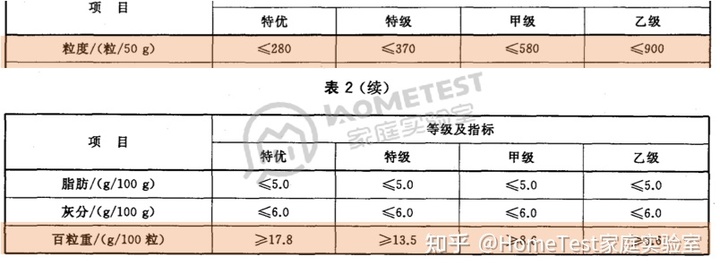 项 目 特优 特级 甲级 乙级
粒度/(粒/50 g) ≤280 ≤370 ≤580 ≤900
表 2(续)
HOMETEST
家庭实验室
项 目 等级及指标
特优 特级 甲级 乙级
脂肪/(g/100 g) ≤5.0 ≤5.0 ≤5.0 ≤5.0
灰分/(g/100 g) ≤6.0 ≤6.0 ≤6.0 ≤6.0
百粒重/(g/100 粒) ≥17.8 ≥13.5
知乎 @HomeTest家庭实验室